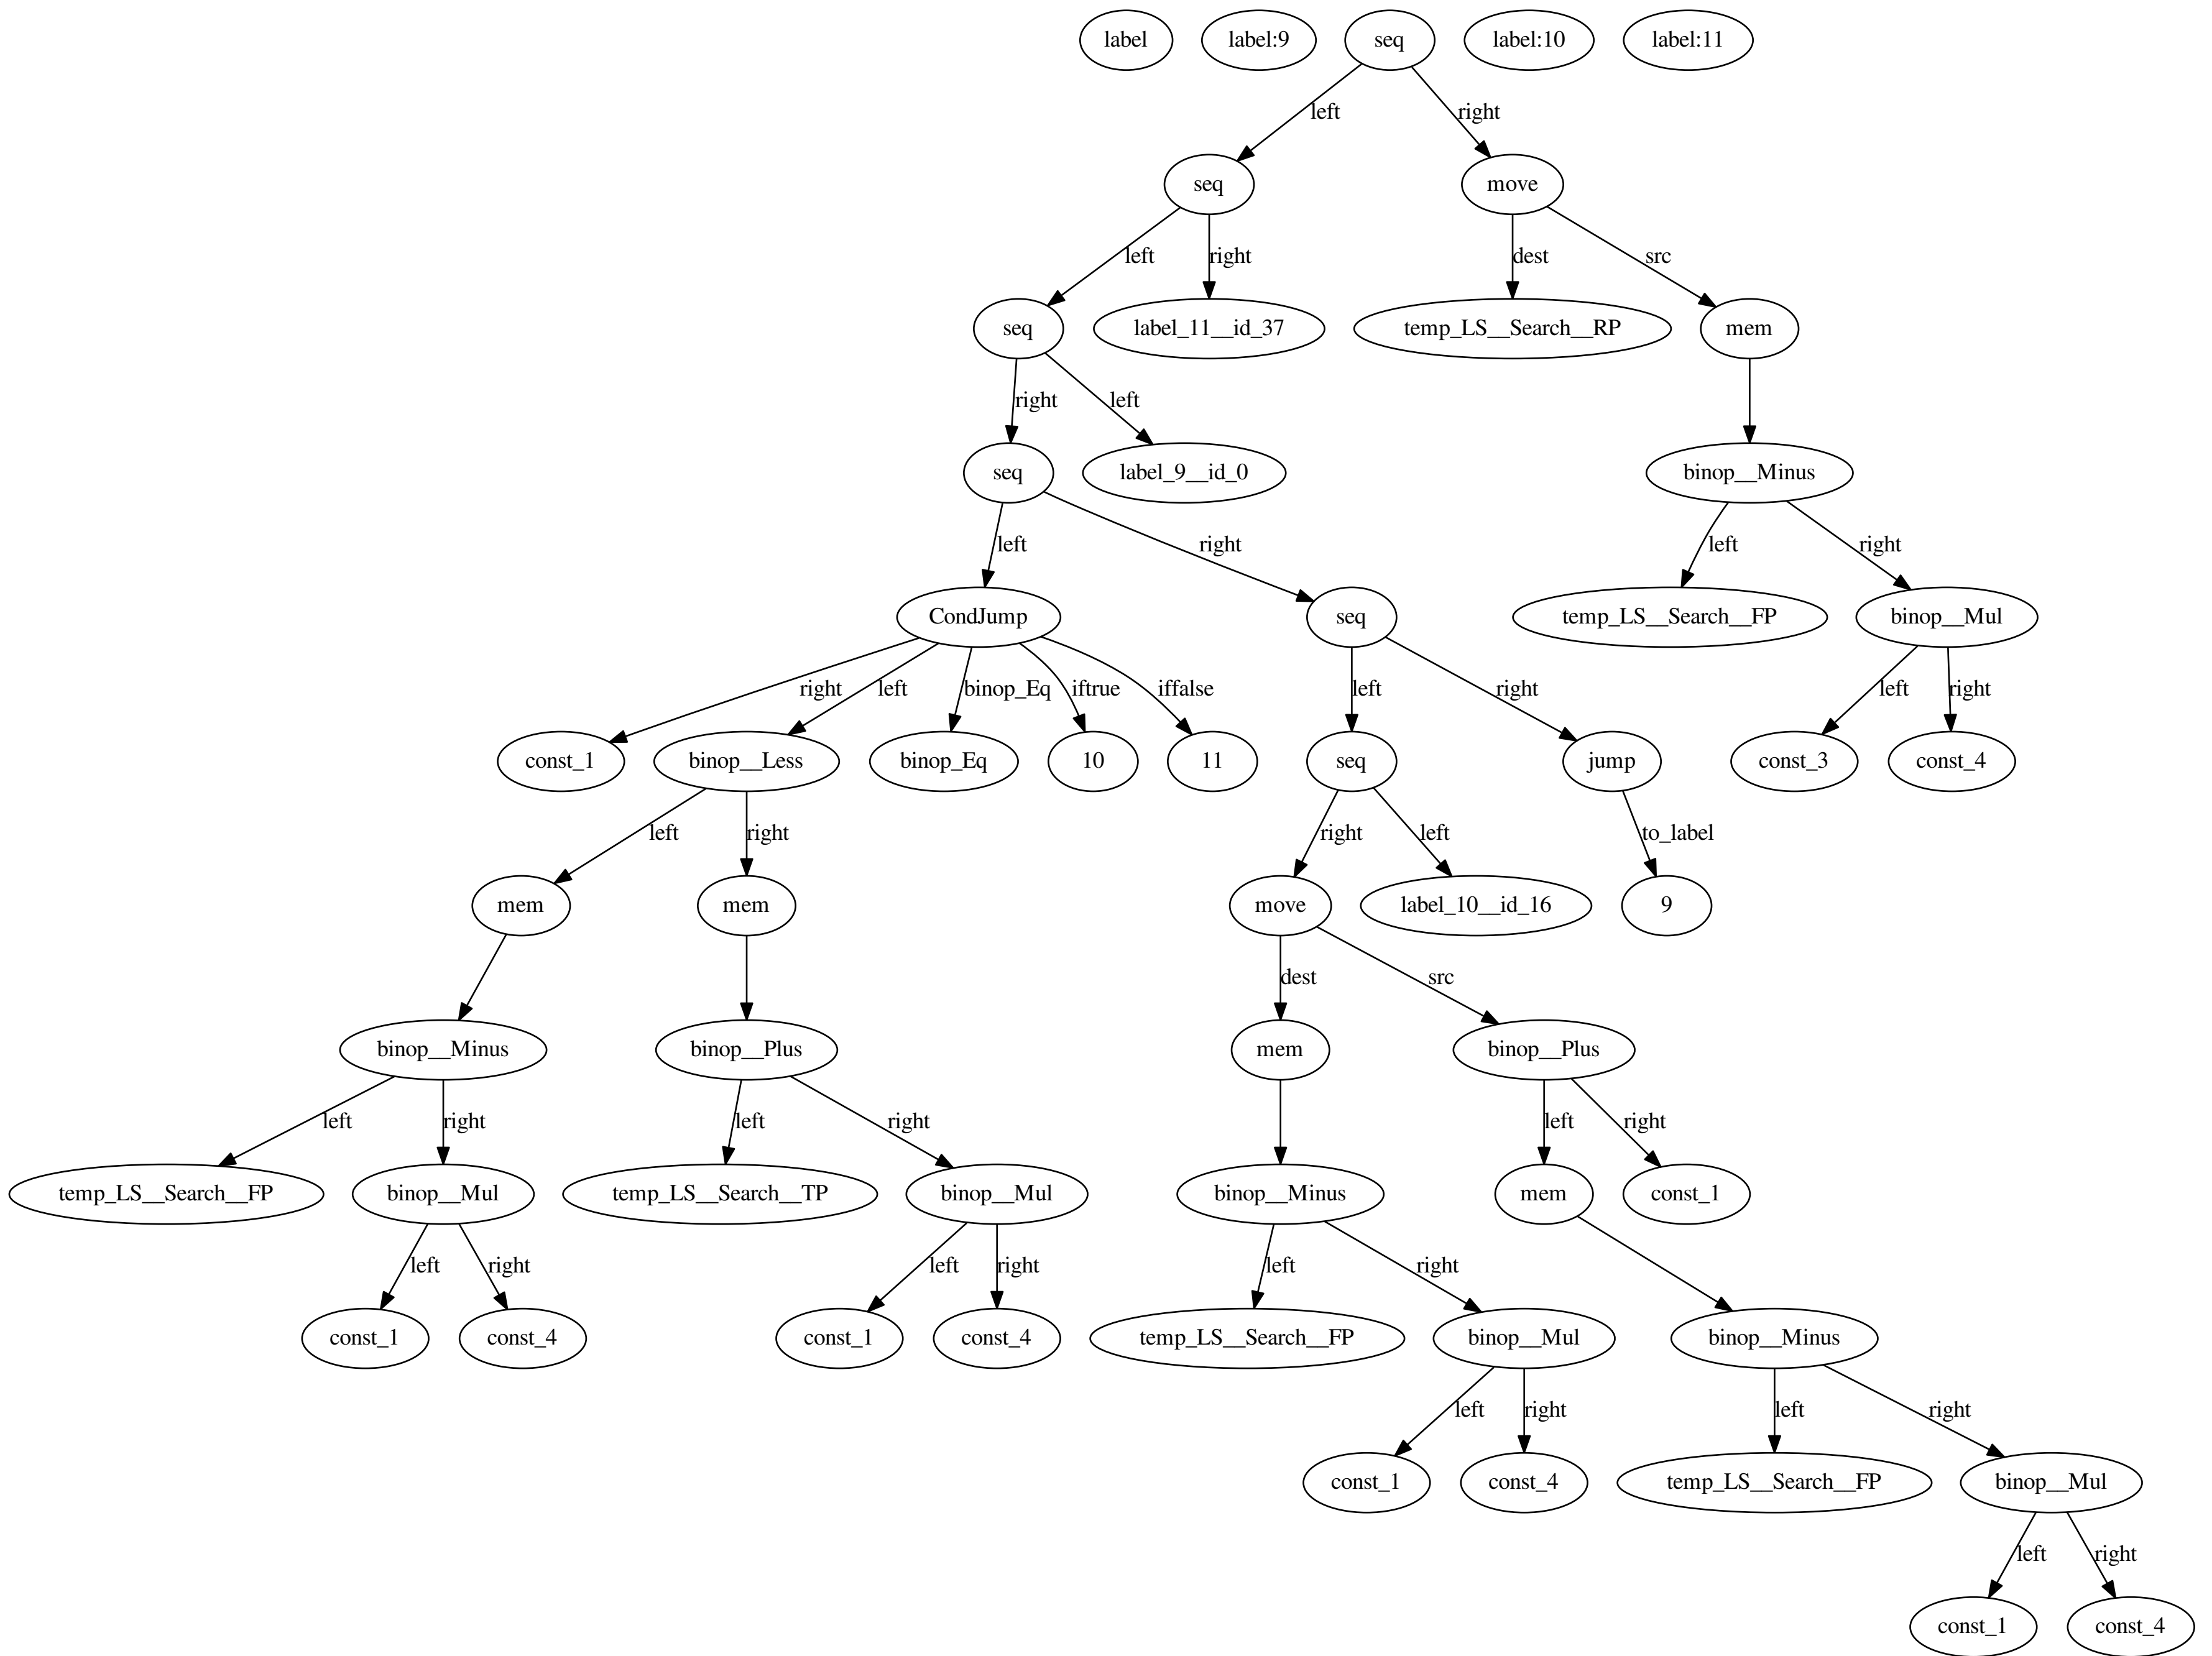 label
label:9
seq
label:10
label:11
left
right
seq
move
left
right
dest
src
seq
label_11__id_37
temp_LS__Search__RP
mem
right
left
seq
label_9__id_0
binop__Minus
left
right
left
right
CondJump
seq
temp_LS__Search__FP
binop__Mul
right
left
binop_Eq
iftrue
iffalse
left
right
left
right
const_1
binop__Less
binop_Eq
10
11
seq
jump
const_3
const_4
left
right
right
left
to_label
mem
mem
move
label_10__id_16
9
dest
src
binop__Minus
binop__Plus
mem
binop__Plus
left
right
left
right
left
right
temp_LS__Search__FP
binop__Mul
temp_LS__Search__TP
binop__Mul
binop__Minus
mem
const_1
left
right
left
right
left
right
const_1
const_4
const_1
const_4
temp_LS__Search__FP
binop__Mul
binop__Minus
left
right
left
right
const_1
const_4
temp_LS__Search__FP
binop__Mul
left
right
const_1
const_4